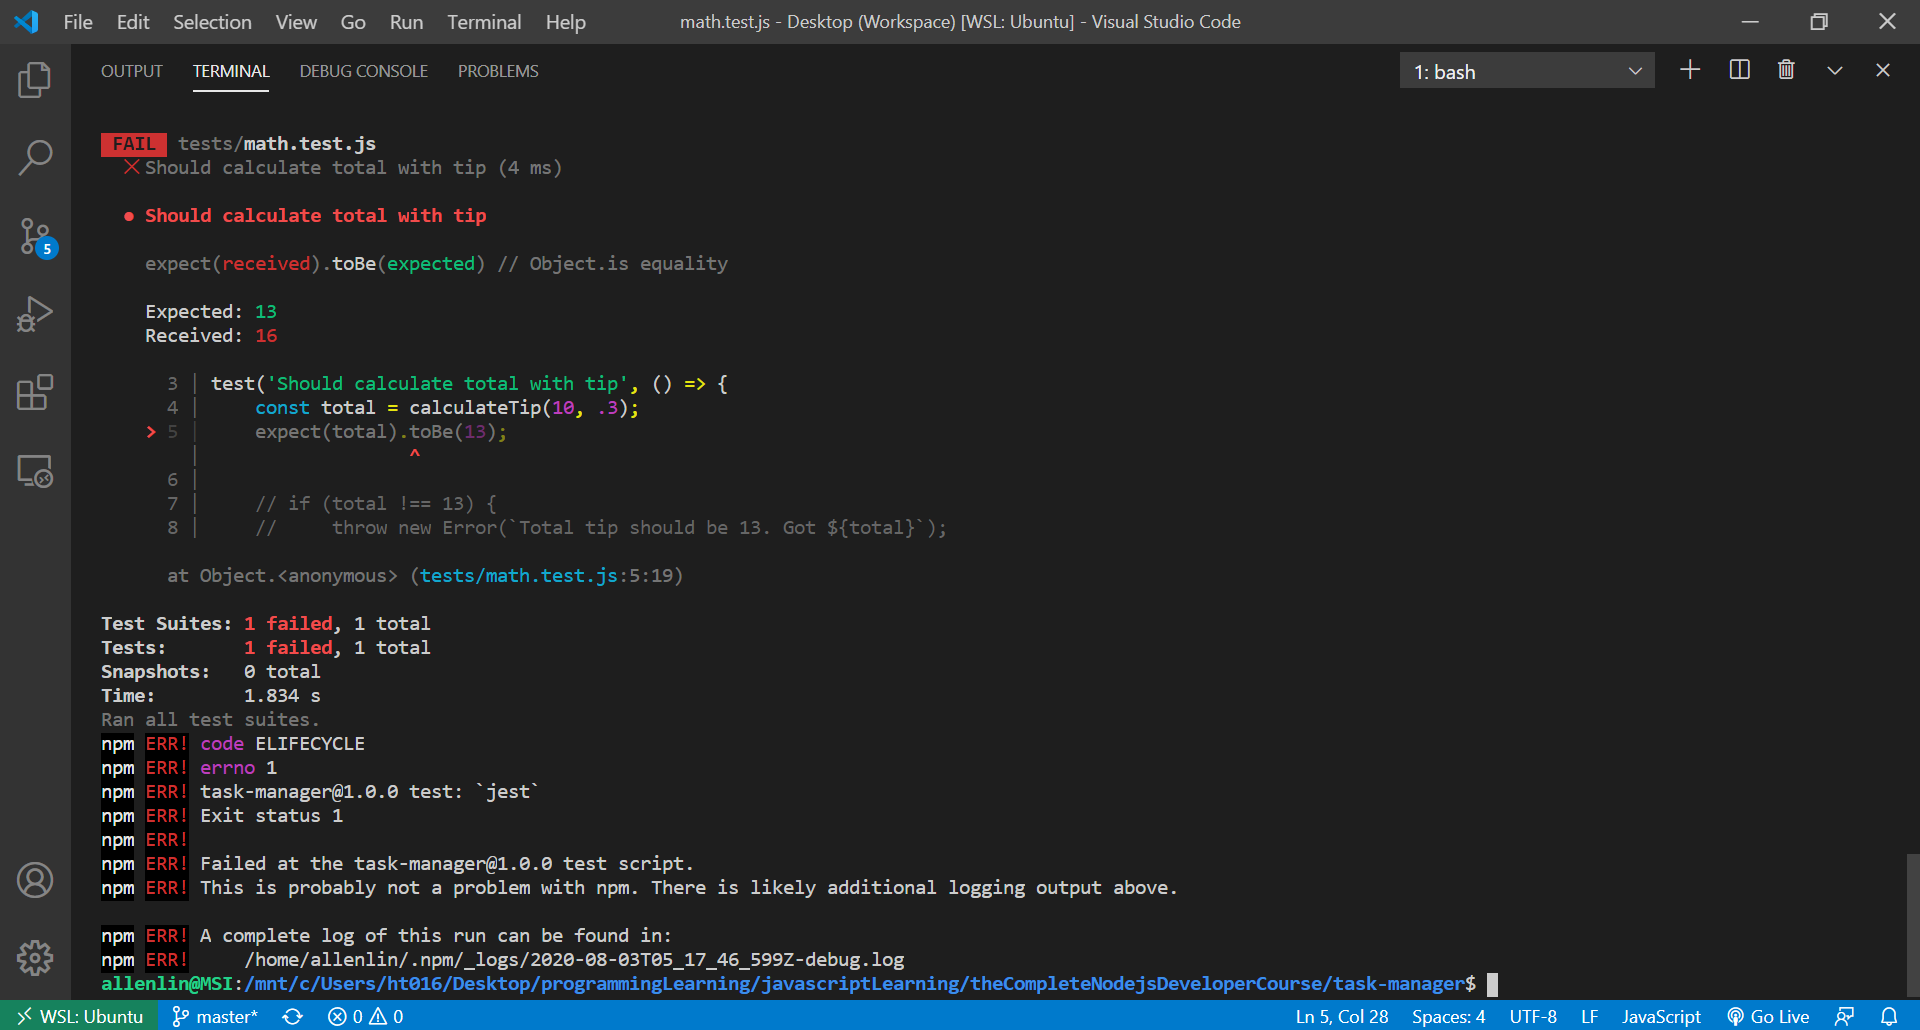 File Edit Selection View Go Run Terminal Help math.test.js - Desktop (Workspace) [WSL: Ubuntu] - Visual Studio Code
OUTPUT TERMINAL DEBUG CONSOLE PROBLEMS 1: bash
FAIL tests/math.test.js
✕ Should calculate total with tip (4 ms)
● Should calculate total with tip
expect(received).toBe(expected) // Object.is equality
Expected: 13
Received: 16
3 | test('Should calculate total with tip', () => {
4 |     const total = calculateTip(10, .3);
> 5 |     expect(total).toBe(13);
|                   ^
6 |
7 |     // if (total !== 13) {
8 |     //     throw new Error(`Total tip should be 13. Got ${total}`);
at Object.<anonymous> (tests/math.test.js:5:19)
Test Suites: 1 failed, 1 total
Tests:       1 failed, 1 total
Snapshots:   0 total
Time:        1.834 s
Ran all test suites.
npm ERR! code ELIFECYCLE
npm ERR! errno 1
npm ERR! task-manager@1.0.0 test: `jest`
npm ERR! Exit status 1
npm ERR!
npm ERR! Failed at the task-manager@1.0.0 test script.
npm ERR! This is probably not a problem with npm. There is likely additional logging output above.
npm ERR! A complete log of this run can be found in:
npm ERR!     /home/allenlin/.npm/_logs/2020-08-03T05_17_46_599Z-debug.log
allenlin@MSI:/mnt/c/Users/ht016/Desktop/programmingLearning/javascriptLearning/theCompleteNodejsDeveloperCourse/task-manager$
5
WSL: Ubuntu master* 0 0 Ln 5, Col 28 Spaces: 4 UTF-8 LF JavaScript Go Live